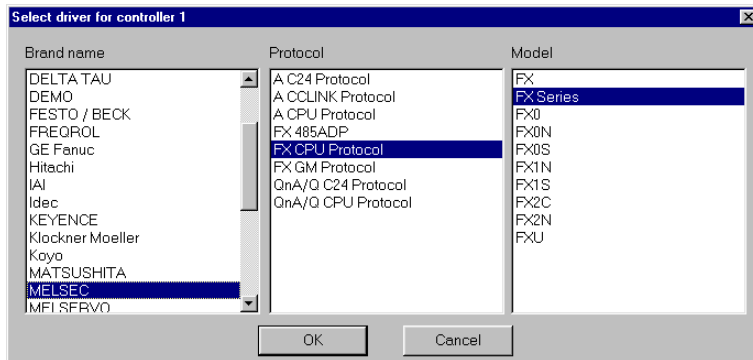 Select driver for controller 1
Brand name
DELTA TAU
DEMO
FESTO / BECK
FREQROL
GE Fanuc
Hitachi
IAI
Idec
KEYENCE
Klockner Moeller
Koyo
MATSUSHITA
MELSEC
MELSERVO
Protocol
A C24 Protocol
A CCLINK Protocol
A CPU Protocol
FX 485ADP
FX CPU Protocol
FX GM Protocol
QnA/Q C24 Protocol
QnA/Q CPU Protocol
Model
FX
FX Series
FX0
FX0N
FX0S
FX1N
FX1S
FX2C
FX2N
FXU
OK
Cancel